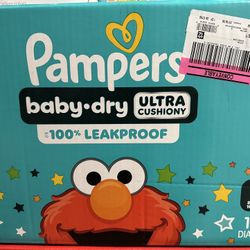 Pampers
baby-dry ULTRA
CUSHIONY
100% LEAKPROOF